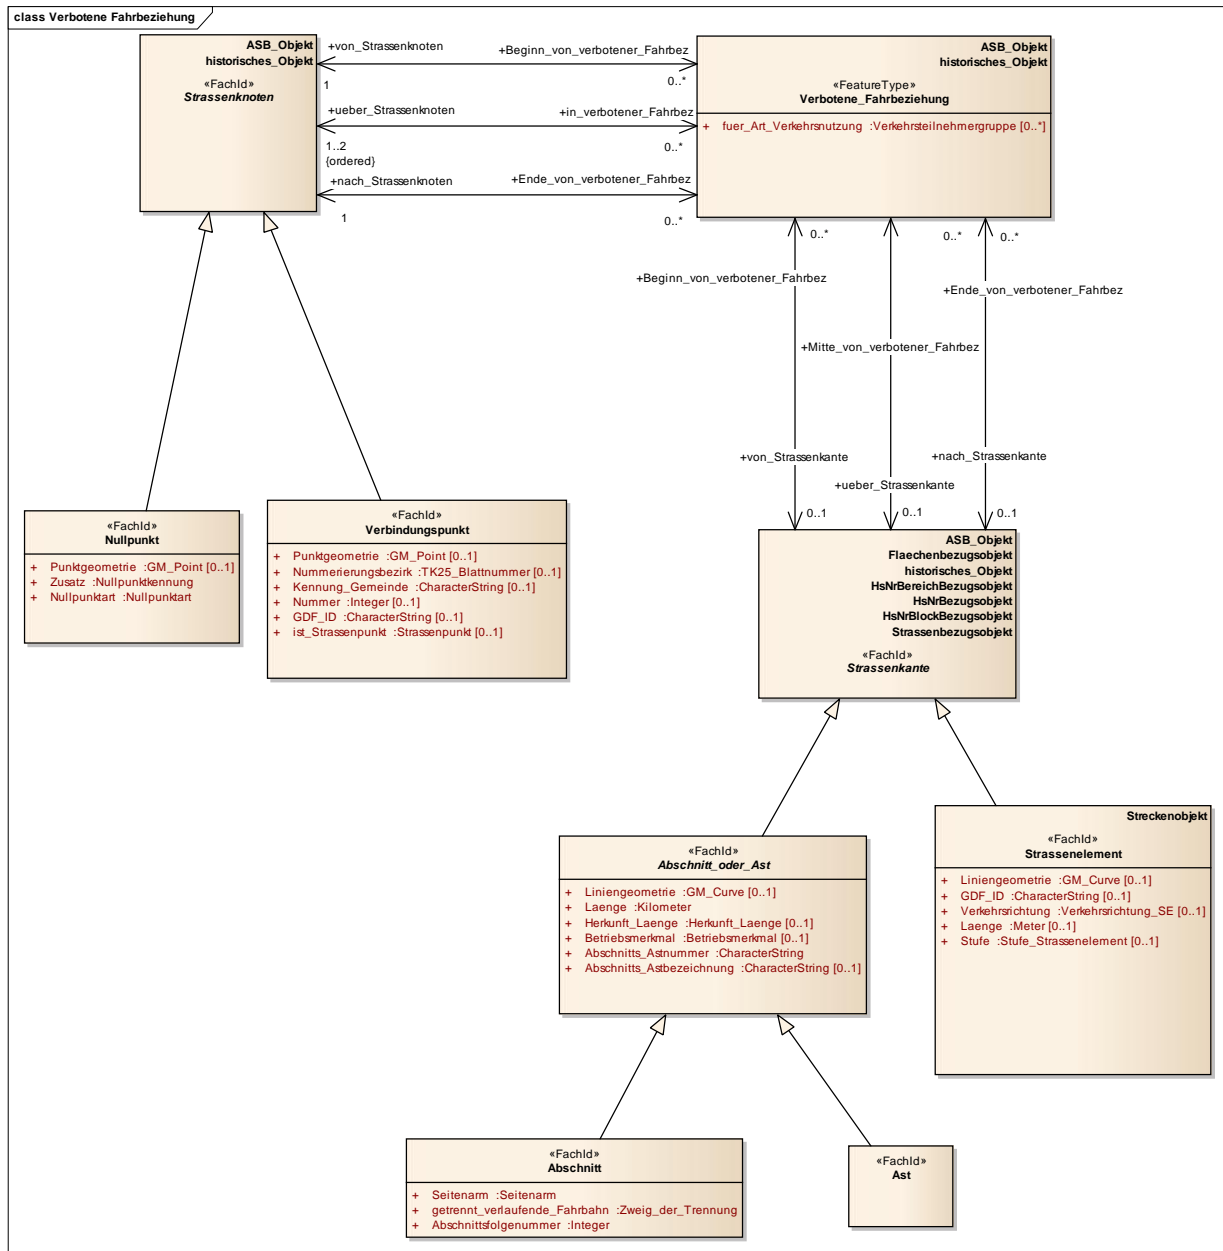 class Verbotene Fahrbeziehung
ASB_Objekt
historisches_Objekt
«FachId»
Strassenknoten
+von_Strassenknoten
+Beginn_von_verbotener_Fahrbez
1
0..*
+ueber_Strassenknoten
+in_verbotener_Fahrbez
1..2
{ordered}
0..*
+nach_Strassenknoten
+Ende_von_verbotener_Fahrbez
1
0..*
ASB_Objekt
historisches_Objekt
«FeatureType»
Verbotene_Fahrbeziehung
+ fuer_Art_Verkehrsnutzung :Verkehrsteilnehmergruppe [0..*]
0..*
0..*
0..*
+Beginn_von_verbotener_Fahrbez
+Ende_von_verbotener_Fahrbez
+Mitte_von_verbotener_Fahrbez
+von_Strassenkante
+nach_Strassenkante
+ueber_Strassenkante
0..1
0..1
0..1
«FachId»
Nullpunkt
+ Punktgeometrie :GM_Point [0..1]
+ Zusatz :Nullpunktkennung
+ Nullpunktart :Nullpunktart
«FachId»
Verbindungspunkt
+ Punktgeometrie :GM_Point [0..1]
+ Nummerierungsbezirk :TK25_Blattnummer [0..1]
+ Kennung_Gemeinde :CharacterString [0..1]
+ Nummer :Integer [0..1]
+ GDF_ID :CharacterString [0..1]
+ ist_Strassenpunkt :Strassenpunkt [0..1]
ASB_Objekt
Flaechenbezugsobjekt
historisches_Objekt
HsNrBereichBezugsobjekt
HsNrBezugsobjekt
HsNrBlockBezugsobjekt
Strassenbezugsobjekt
«FachId»
Strassenkante
«FachId»
Abschnitt_oder_Ast
+ Liniengeometrie :GM_Curve [0..1]
+ Laenge :Kilometer
+ Herkunft_Laenge :Herkunft_Laenge [0..1]
+ Betriebsmerkmal :Betriebsmerkmal [0..1]
+ Abschnitts_Astnummer :CharacterString
+ Abschnitts_Astbezeichnung :CharacterString [0..1]
Streckenobjekt
«FachId»
Strassenelement
+ Liniengeometrie :GM_Curve [0..1]
+ GDF_ID :CharacterString [0..1]
+ Verkehrsrichtung :Verkehrsrichtung_SE [0..1]
+ Laenge :Meter [0..1]
+ Stufe :Stufe_Strassenelement [0..1]
«FachId»
Abschnitt
+ Seitenarm :Seitenarm
+ getrennt_verlaufende_Fahrbahn :Zweig_der_Trennung
+ Abschnittsfolgenummer :Integer
«FachId»
Ast